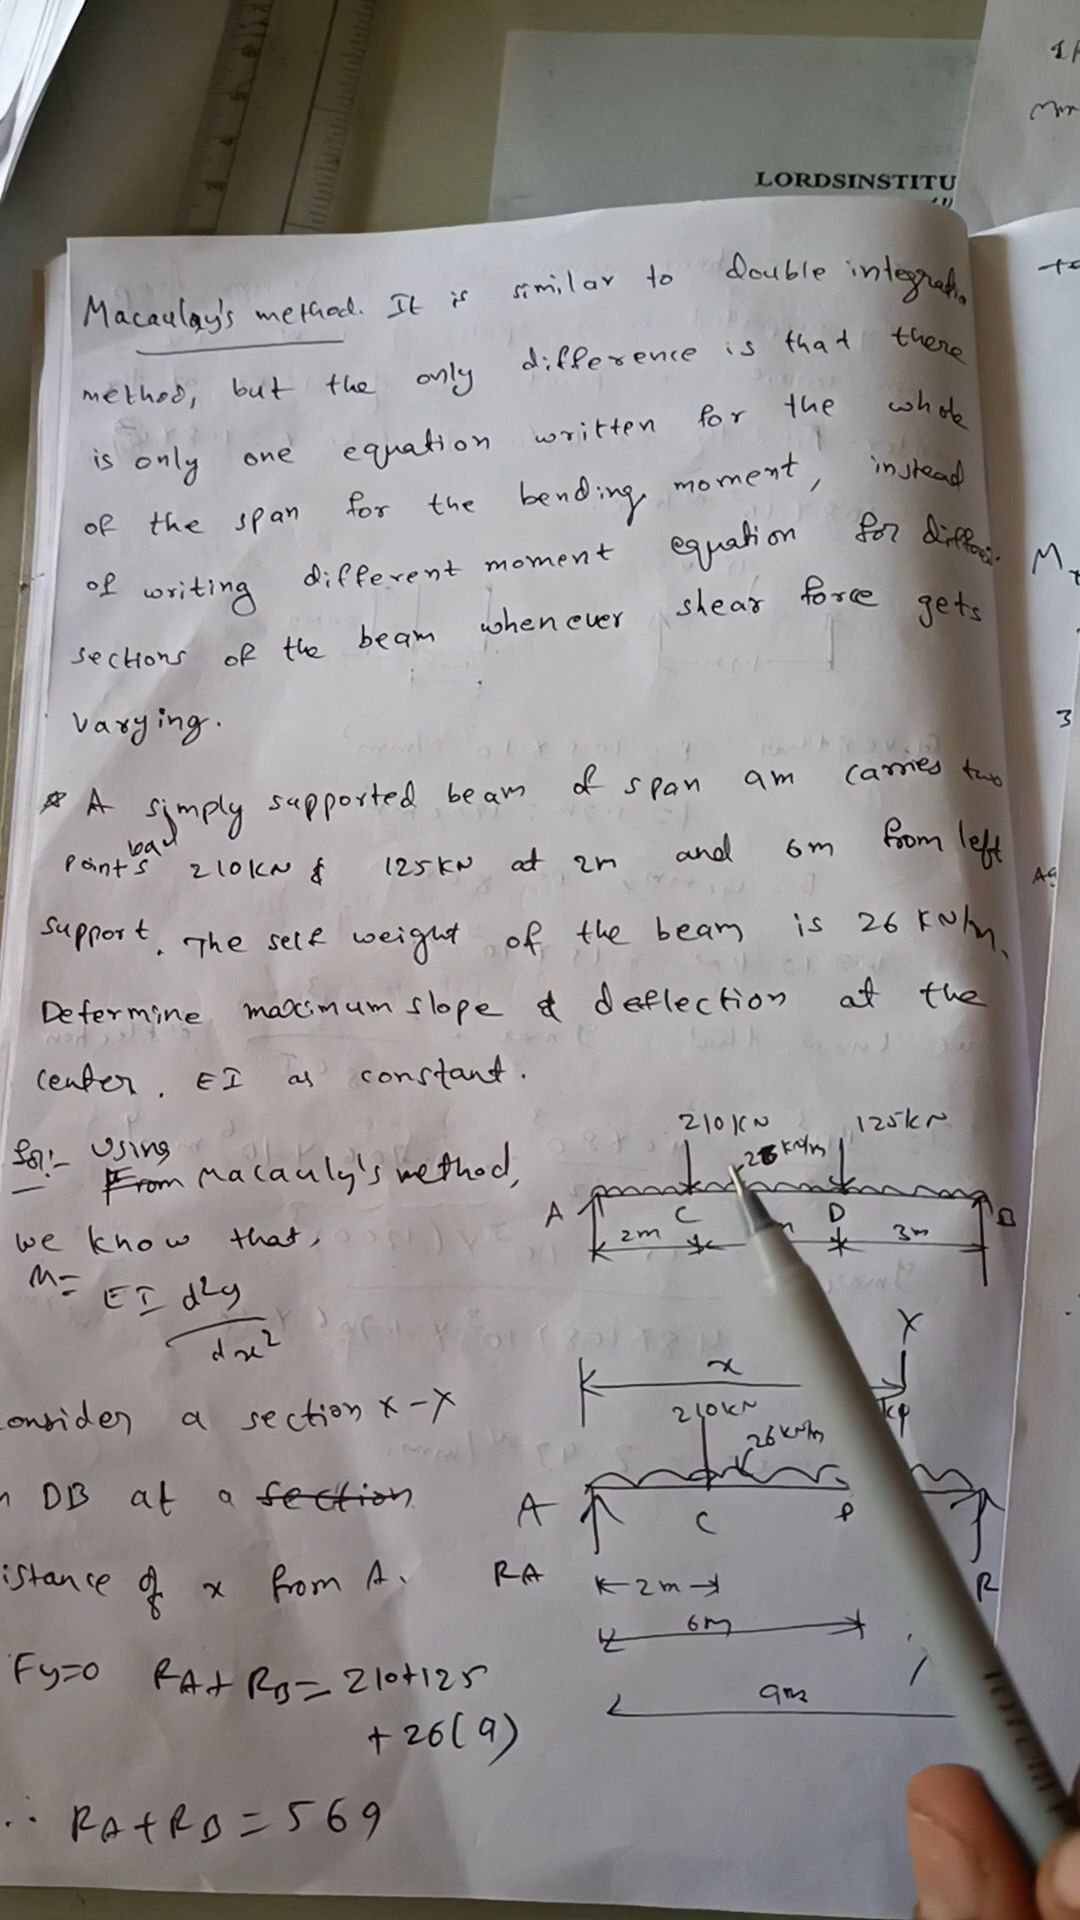 LORDSINSTITU
Macaulay's method. It is similar to double integratio
method, but the only difference is that there
is only one equation written for the whole
of the span for the bending moment, instead
of writing different moment equation for
sections of the beam whenever shear force gets
varying.
* A simply supported beam of span 9m carries two
point load's 210KN & 125KN at 2m and 6m from left
support. The self weight of the beam is 26 KN/m.
Determine maximum slope & deflection at the
center. EI as constant.
Sol:- Using Macauly's method,
we know that,
M= EI d²y
dx²
210KN 125KN
26 KN/m
A C D B
2m 3m
onsider a section X-X
x X
210KN
26 KN/m
DB at a section
A C
istance of x from A.
RA 2m R
6m
9m
Fy=0 RA+RB=210+125
+26(9)
∴ RA+RB=569